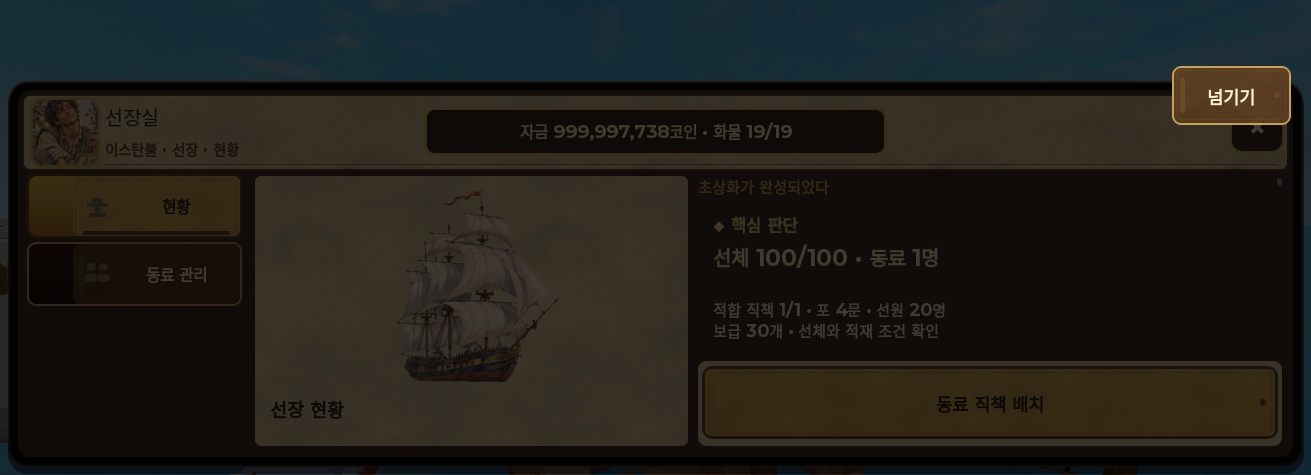 넘기기
선장실
이스탄불 • 선장 • 현황
자금 999,997,738코인 • 화물 19/19
현황
동료 관리
선장 현황
초상화가 완성되었다
◆ 핵심 판단
선체 100/100 • 동료 1명
적합 직책 1/1 • 포 4문 • 선원 20명
보급 30개 • 선체와 적재 조건 확인
동료 직책 배치